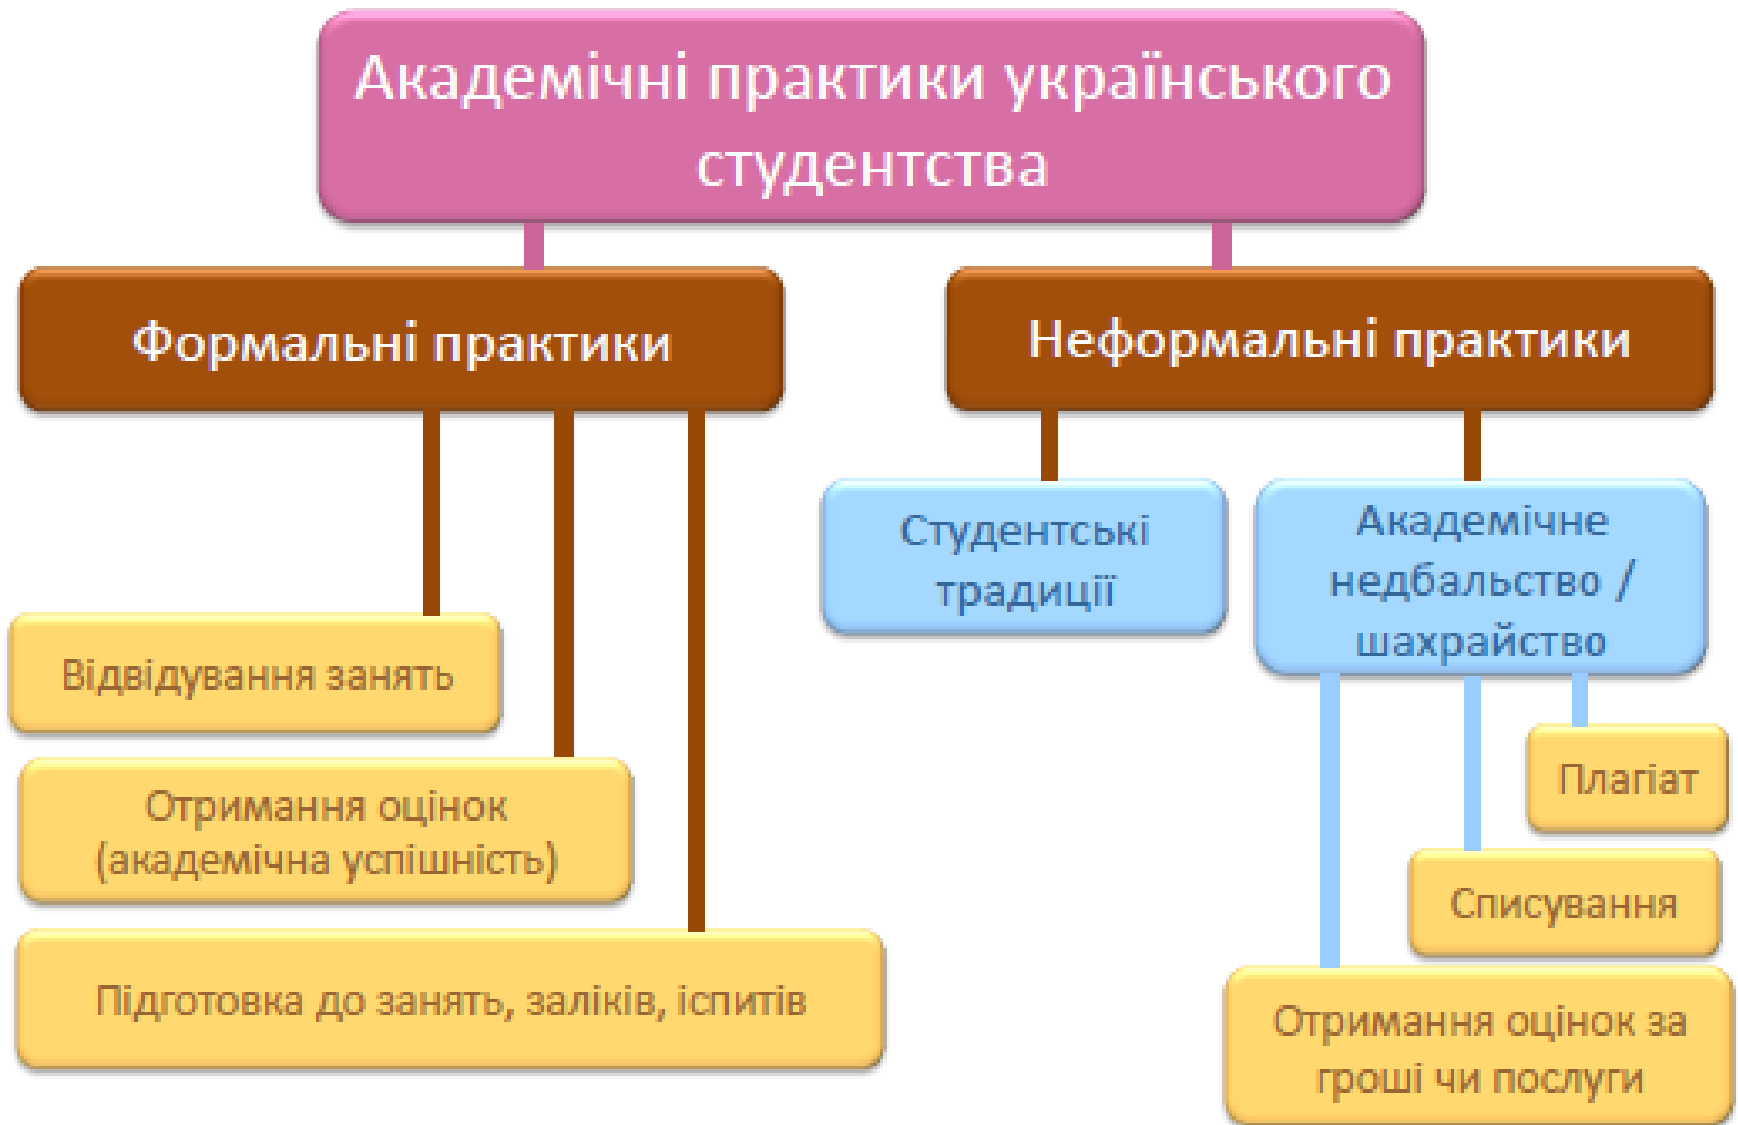 Академічні практики українського
студентства
Формальні практики
Неформальні практики
Студентські
традиції
Академічне
недбальство /
шахрайство
Відвідування занять
Отримання оцінок
(академічна успішність)
Підготовка до занять, заліків, іспитів
Плагіат
Списування
Отримання оцінок за
гроші чи послуги